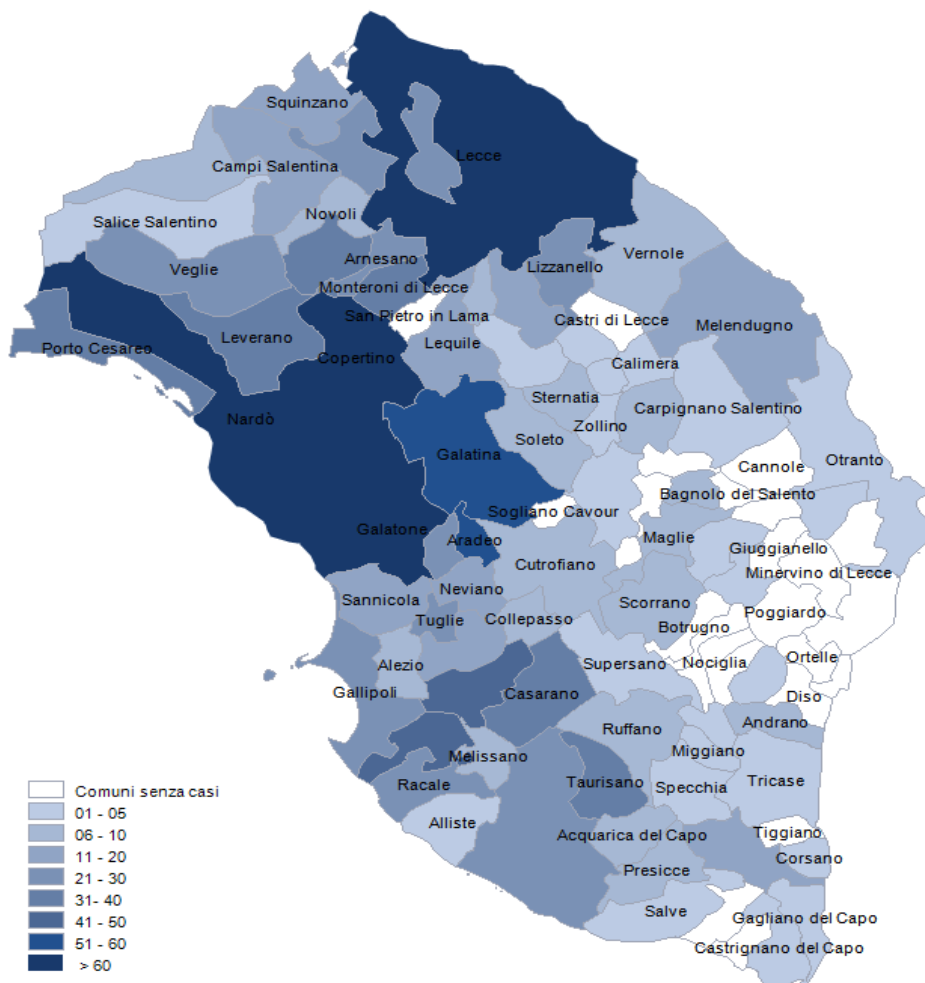 Squinzano
Lecce
Campi Salentina
Novoli
Salice Salentino
Vernole
Arnesano
Lizzanello
Veglie
Monteroni di Lecce
San Pietro in Lama
Castri di Lecce
Melendugno
Leverano
Lequile
Porto Cesareo
Copertino
Calimera
Sternatia
Carpignano Salentino
Nardò
Zollino
Soleto
Galatina
Otranto
Cannole
Bagnolo del Salento
Sogliano Cavour
Galatone
Aradeo
Maglie
Giuggianello
Cutrofiano
Minervino di Lecce
Neviano
Sannicola
Scorrano
Poggiardo
Tuglie
Collepasso
Botrugno
Ortelle
Alezio
Supersano
Nociglia
Gallipoli
Casarano
Diso
Andrano
Ruffano
Miggiano
Melissano
Racale
Taurisano
Specchia
Tricase
Alliste
Acquarica del Capo
Tiggiano
Corsano
Presicce
Salve
Gagliano del Capo
Castrignano del Capo
Comuni senza casi
01 - 05
06 - 10
11 - 20
21 - 30
31- 40
41 - 50
51 - 60
> 60